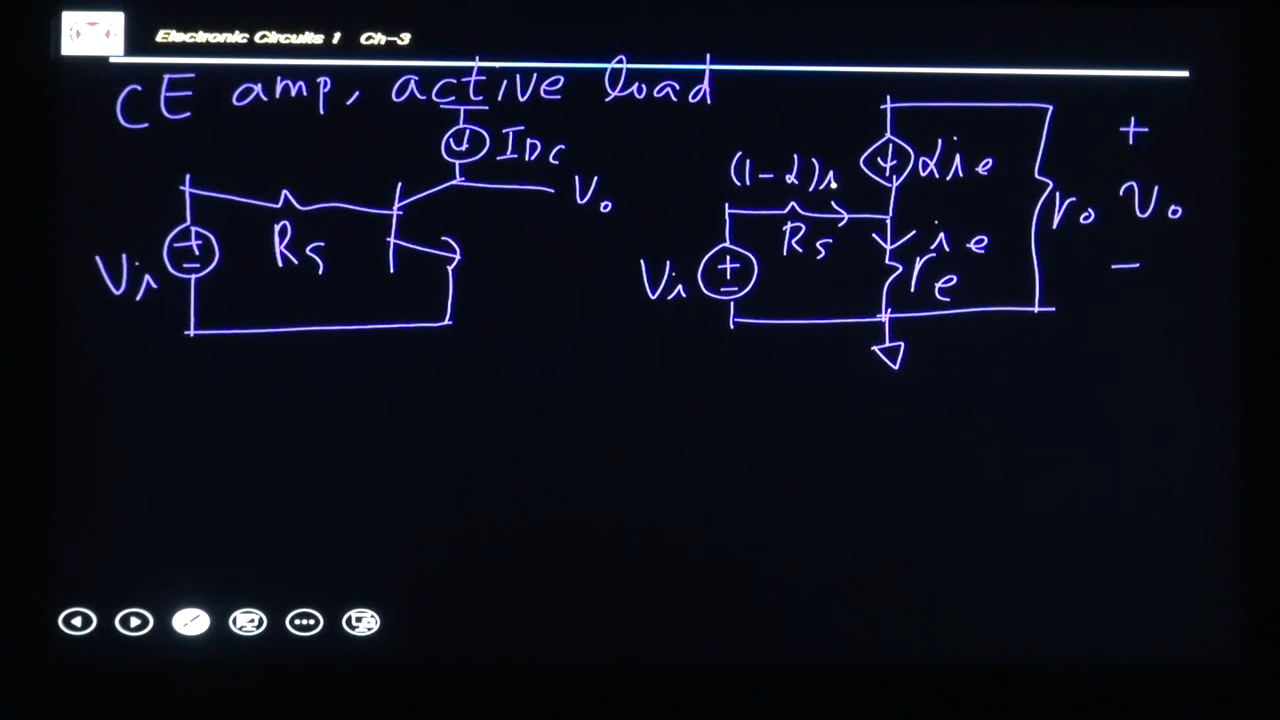 Electronic Circuits 1 Ch-3
CE amp, active load
IDC
Vo
Rs
Vi
αie
(1-α)i
Rs
ie
re
Vi
ro
+
vo
-